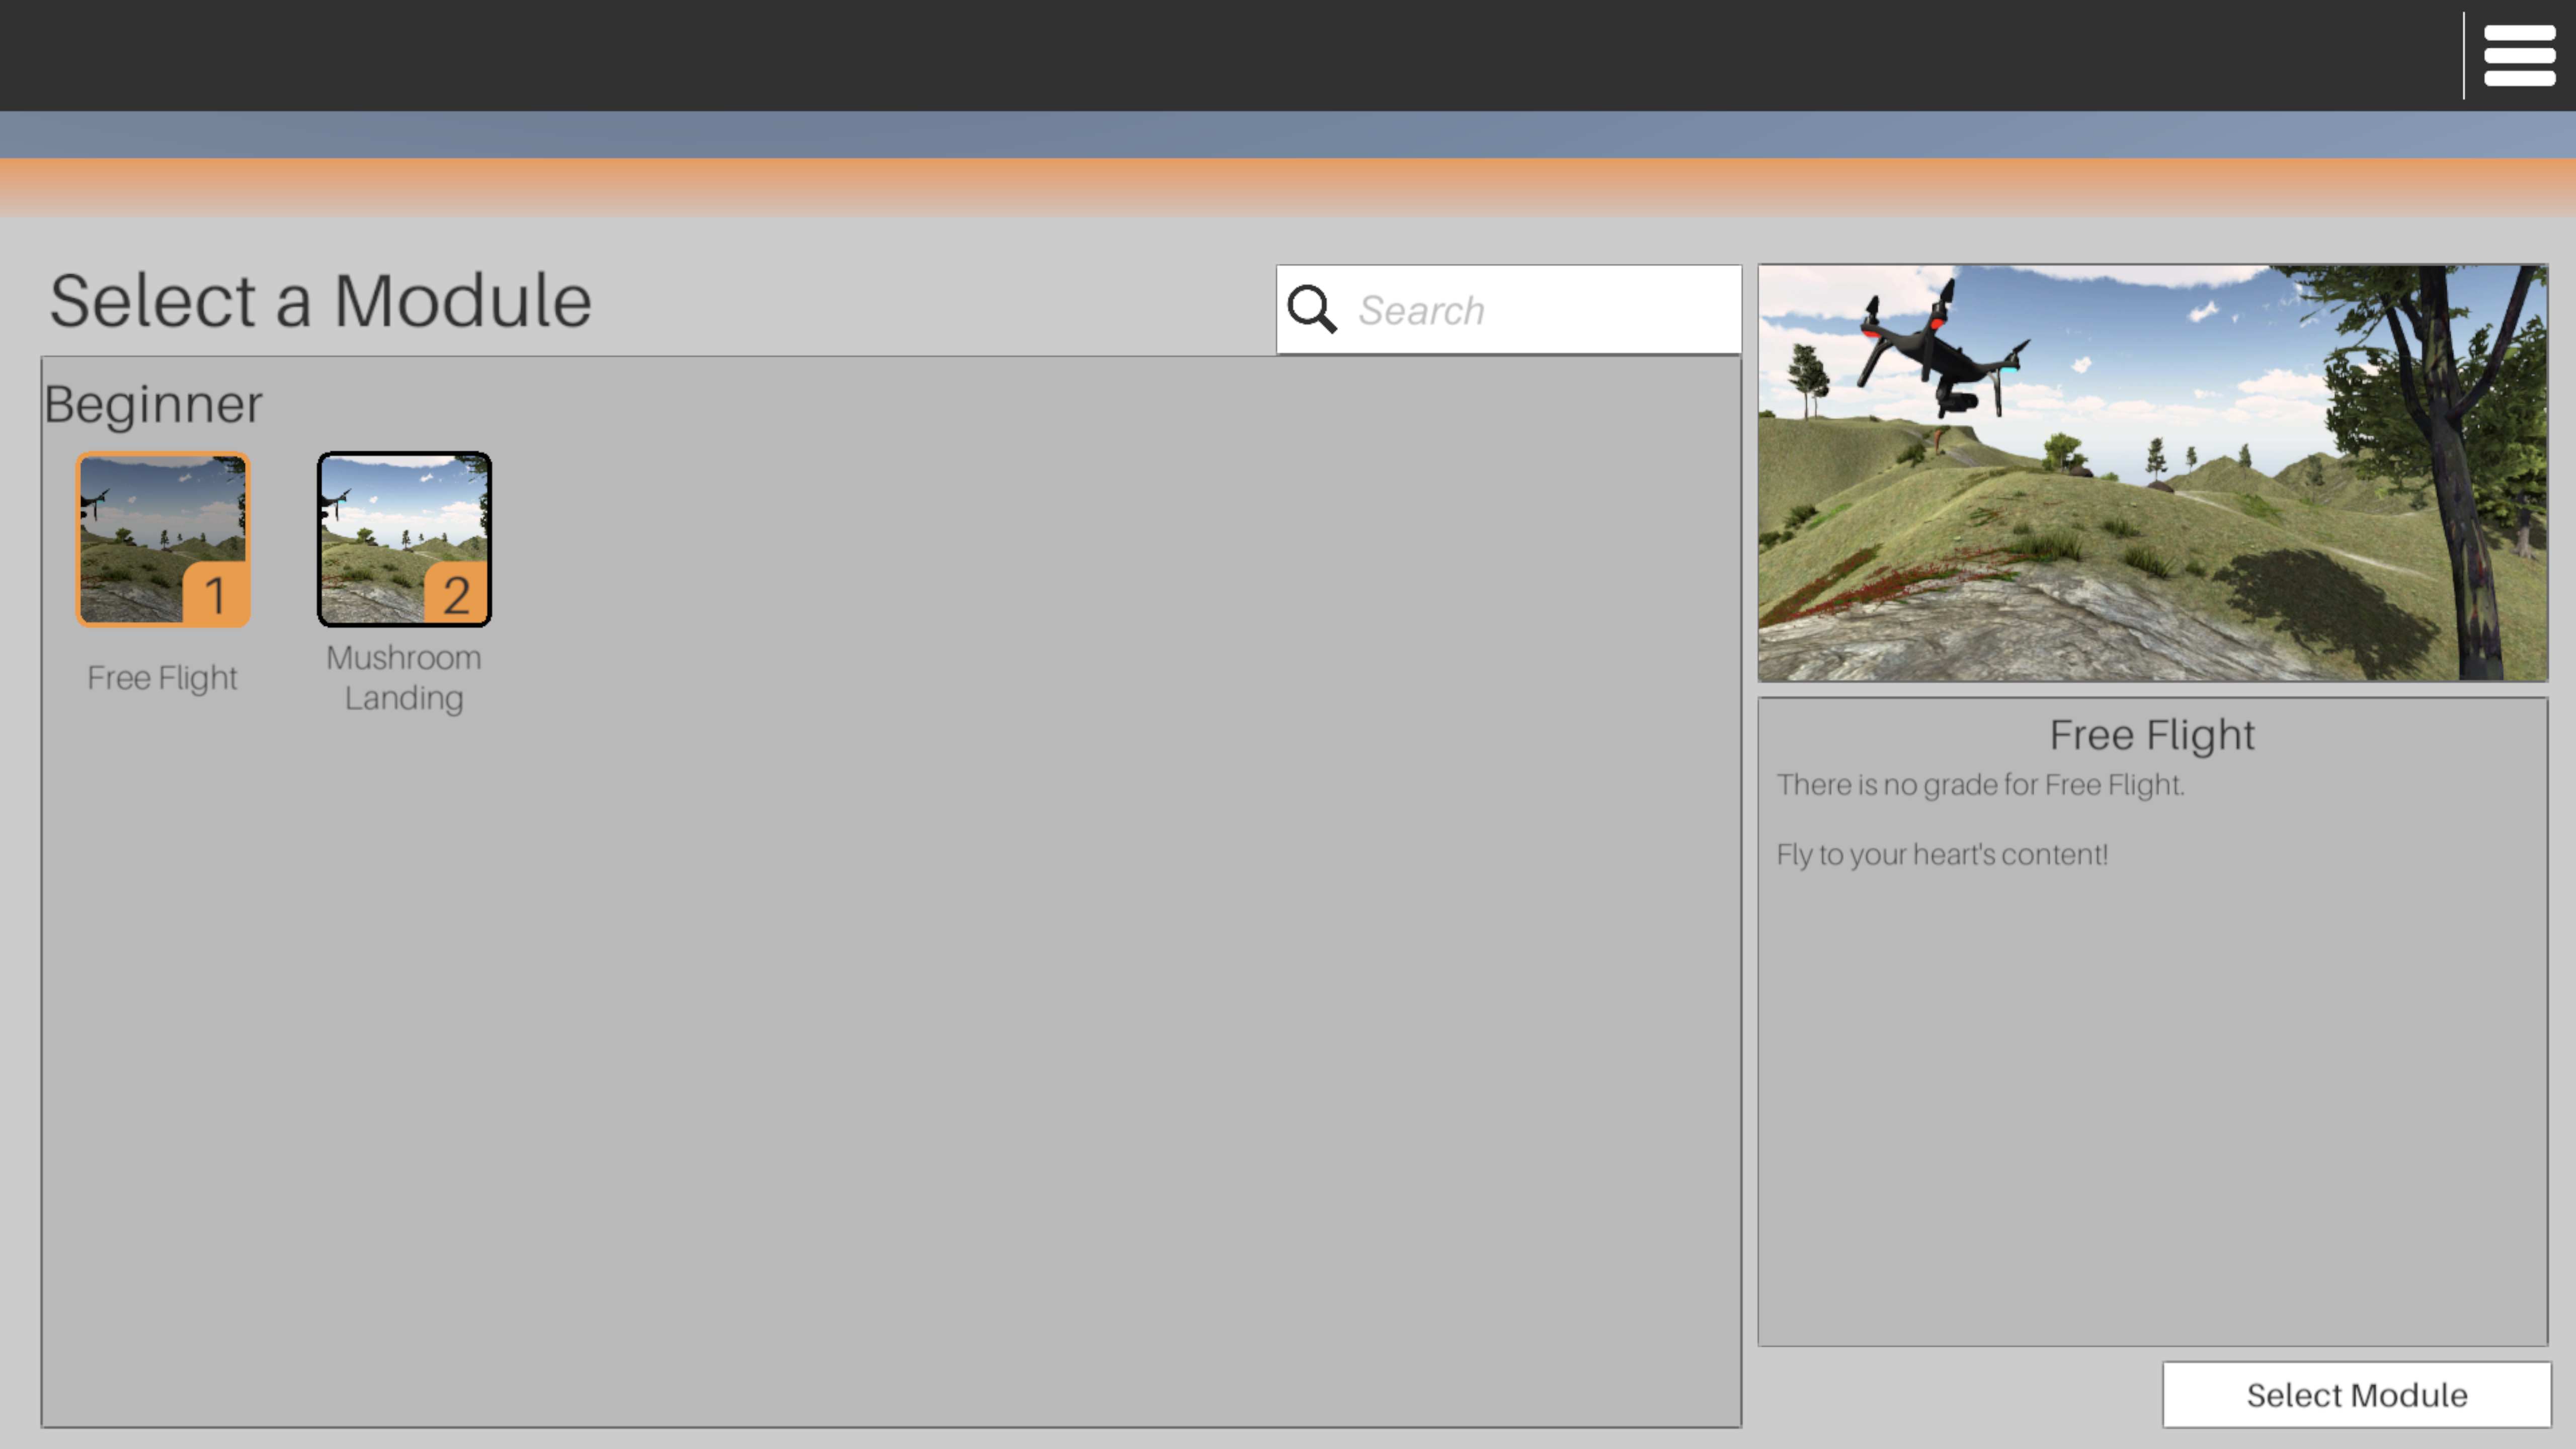 Select a Module
Search
Beginner
1
2
Free Flight
Mushroom
Landing
Free Flight
There is no grade for Free Flight.
Fly to your heart's content!
Select Module